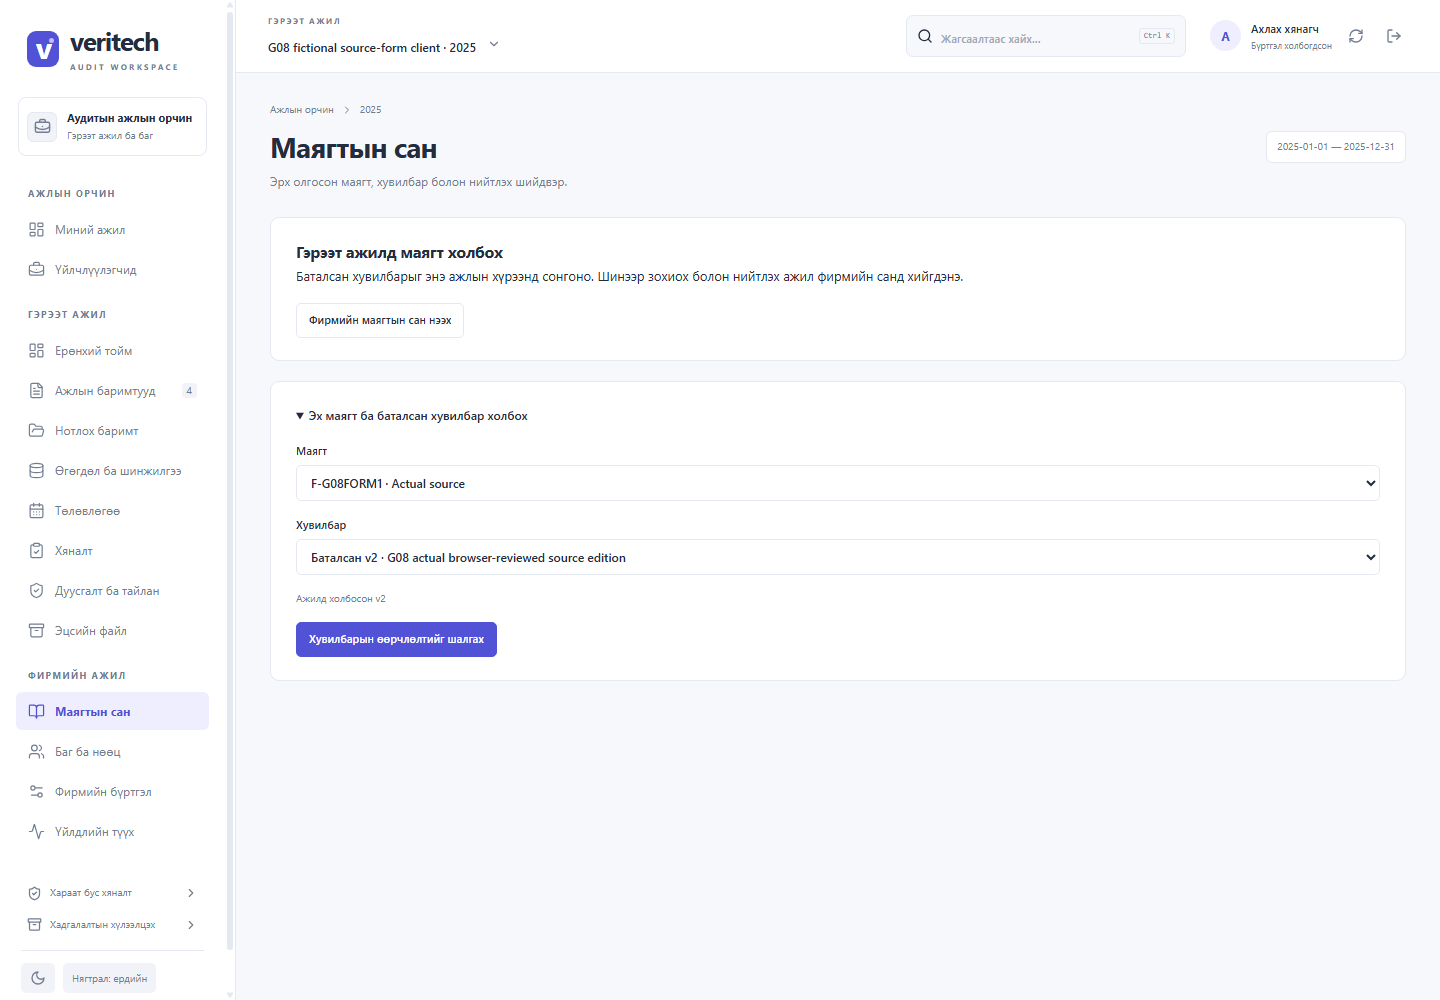 veritech
AUDIT WORKSPACE
Аудитын ажлын орчин
Гэрээт ажил ба баг
АЖЛЫН ОРЧИН
Миний ажил
Үйлчлүүлэгчид
ГЭРЭЭТ АЖИЛ
Ерөнхий тойм
Ажлын баримтууд 4
Нотлох баримт
Өгөгдөл ба шинжилгээ
Төлөвлөгөө
Хяналт
Дуусгалт ба тайлан
Эцсийн файл
ФИРМИЙН АЖИЛ
Маягтын сан
Баг ба нөөц
Фирмийн бүртгэл
Үйлдлийн түүх
Хараат бус хяналт
Хадгалалтын хүлээлцэх
Нягтрал: ердийн
ГЭРЭЭТ АЖИЛ
G08 fictional source-form client · 2025
Жагсаалтаас хайх... Ctrl K
А Ахлах хянагч
Бүртгэл холбогдсон
Ажлын орчин > 2025
Маягтын сан
2025-01-01 — 2025-12-31
Эрх олгосон маягт, хувилбар болон нийтлэх шийдвэр.
Гэрээт ажилд маягт холбох
Баталсан хувилбарыг энэ ажлын хүрээнд сонгоно. Шинээр зохиох болон нийтлэх ажил фирмийн санд хийгдэнэ.
Фирмийн маягтын сан нээх
▼ Эх маягт ба баталсан хувилбар холбох
Маягт
F-G08FORM1 · Actual source
Хувилбар
Баталсан v2 · G08 actual browser-reviewed source edition
Ажилд холбосон v2
Хувилбарын өөрчлөлтийг шалгах